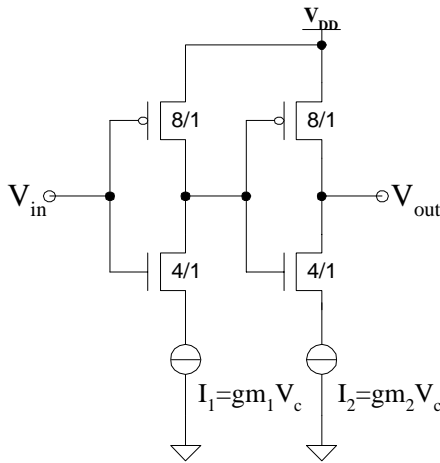 V_DD
8/1
8/1
V_in
V_out
4/1
4/1
I_1=gm_1V_c
I_2=gm_2V_c